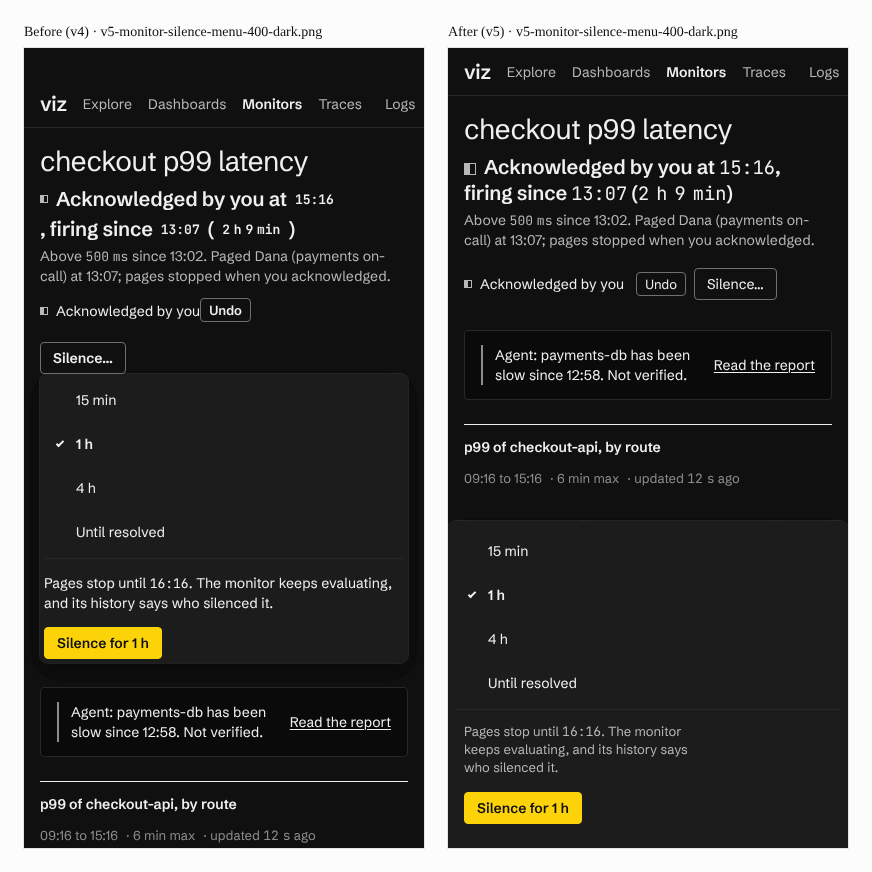 Before (v4) · v5-monitor-silence-menu-400-dark.png
viz Explore Dashboards Monitors Traces Logs
checkout p99 latency
Acknowledged by you at 15:16
, firing since 13:07 ( 2 h 9 min )
Above 500 ms since 13:02. Paged Dana (payments on-
call) at 13:07; pages stopped when you acknowledged.
Acknowledged by you Undo
Silence…
15 min
✓ 1 h
4 h
Until resolved
Pages stop until 16:16. The monitor keeps evaluating,
and its history says who silenced it.
Silence for 1 h
Agent: payments-db has been
slow since 12:58. Not verified.
Read the report
p99 of checkout-api, by route
09:16 to 15:16 · 6 min max · updated 12 s ago
After (v5) · v5-monitor-silence-menu-400-dark.png
viz Explore Dashboards Monitors Traces Logs
checkout p99 latency
Acknowledged by you at 15:16,
firing since 13:07 (2 h 9 min)
Above 500 ms since 13:02. Paged Dana (payments on-
call) at 13:07; pages stopped when you acknowledged.
Acknowledged by you Undo Silence…
Agent: payments-db has been
slow since 12:58. Not verified.
Read the report
p99 of checkout-api, by route
09:16 to 15:16 · 6 min max · updated 12 s ago
15 min
✓ 1 h
4 h
Until resolved
Pages stop until 16:16. The monitor
keeps evaluating, and its history says
who silenced it.
Silence for 1 h